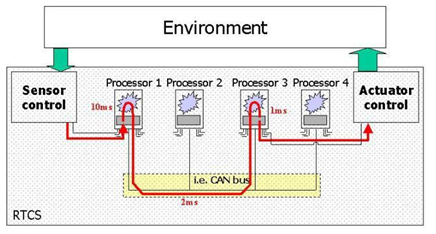 Environment
Sensor
control
Processor 1
Processor 2
Processor 3
Processor 4
Actuator
control
10ms
1ms
i.e. CAN bus
2ms
RTCS